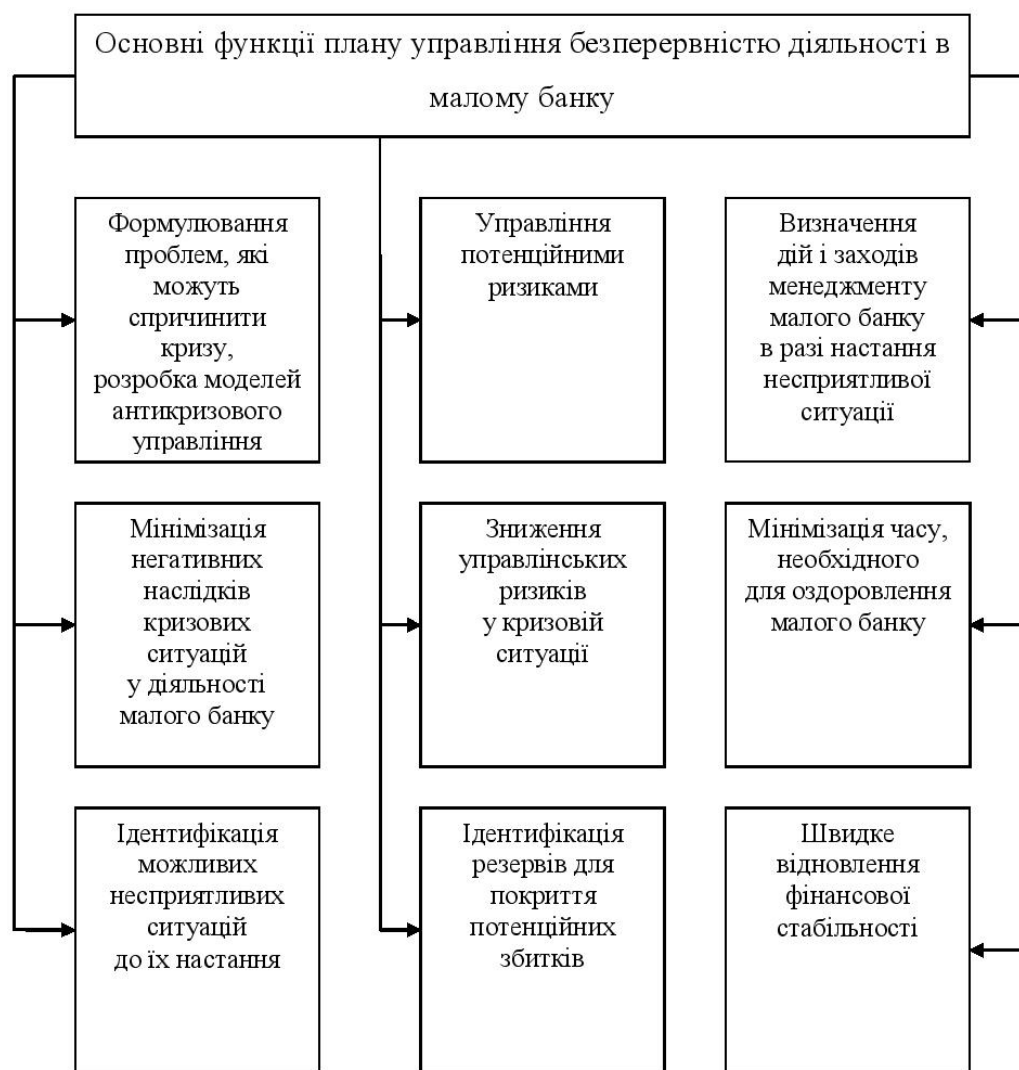 Основні функції плану управління безперервністю діяльності в
малому банку
Формулювання
проблем, які
можуть
спричинити
кризу,
розробка моделей
антикризового
управління
Управління
потенційними
ризиками
Визначення
дій і заходів
менеджменту
малого банку
в разі настання
несприятливої
ситуації
Мінімізація
негативних
наслідків
кризових
ситуацій
у діяльності
малого банку
Зниження
управлінських
ризиків
у кризовій
ситуації
Мінімізація часу,
необхідного
для оздоровлення
малого банку
Ідентифікація
можливих
несприятливих
ситуацій
до їх настання
Ідентифікація
резервів для
покриття
потенційних
збитків
Швидке
відновлення
фінансової
стабільності